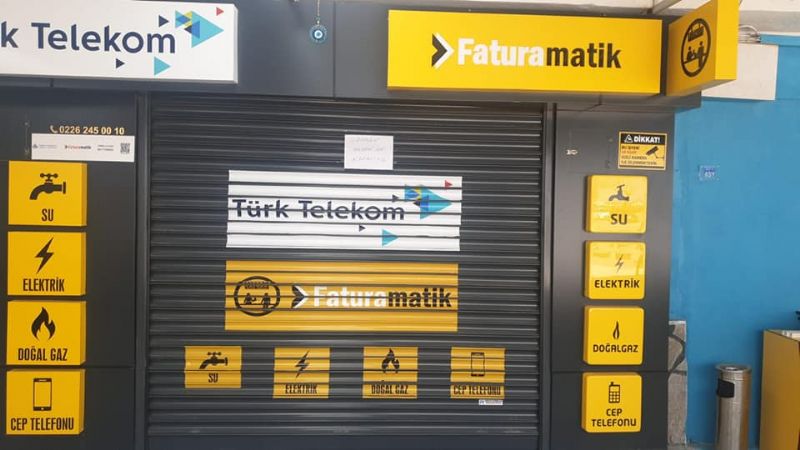 k Telekom
Faturamatik
0226 245 00 10
Faturamatik
DİKKAT!
SU
ELEKTRİK
DOĞAL GAZ
CEP TELEFONU
Türk Telekom
Faturamatik
SU
ELEKTRİK
DOĞAL GAZ
CEP TELEFONU
SU
ELEKTRİK
DOĞALGAZ
CEP
TELEFONU